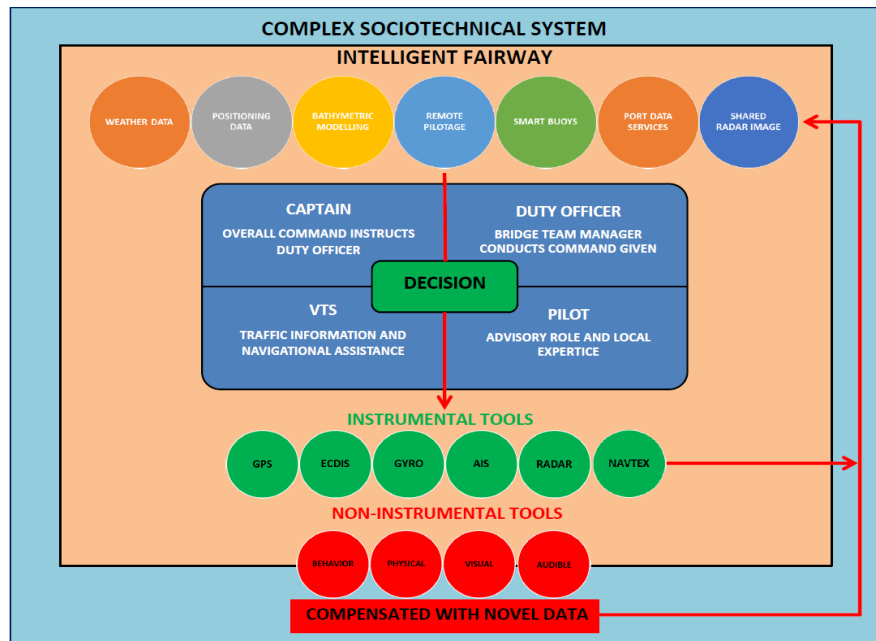 COMPLEX SOCIOTECHNICAL SYSTEM
INTELLIGENT FAIRWAY
WEATHER DATA
POSITIONING
DATA
BATHYMETRIC
MODELLING
REMOTE
PILOTAGE
SMART BUOYS
PORT DATA
SERVICES
SHARED
RADAR IMAGE
CAPTAIN
OVERALL COMMAND INSTRUCTS
DUTY OFFICER
DUTY OFFICER
BRIDGE TEAM MANAGER
CONDUCTS COMMAND GIVEN
DECISION
VTS
TRAFFIC INFORMATION AND
NAVIGATIONAL ASSISTANCE
PILOT
ADVISORY ROLE AND LOCAL
EXPERTICE
INSTRUMENTAL TOOLS
GPS
ECDIS
GYRO
AIS
RADAR
NAVTEX
NON-INSTRUMENTAL TOOLS
BEHAVIOR
PHYSICAL
VISUAL
AUDIBLE
COMPENSATED WITH NOVEL DATA